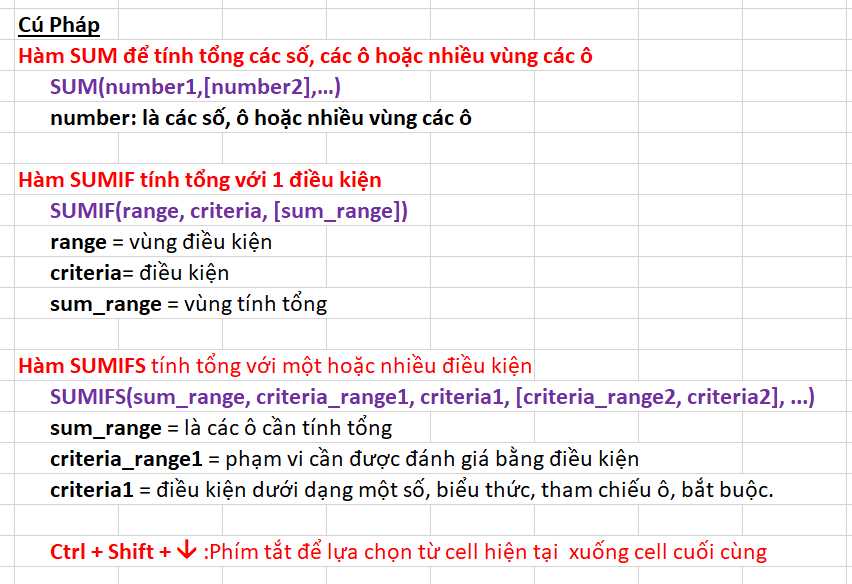 Cú Pháp
Hàm SUM để tính tổng các số, các ô hoặc nhiều vùng các ô
SUM(number1,[number2],...)
number: là các số, ô hoặc nhiều vùng các ô
Hàm SUMIF tính tổng với 1 điều kiện
SUMIF(range, criteria, [sum_range])
range = vùng điều kiện
criteria= điều kiện
sum_range = vùng tính tổng
Hàm SUMIFS tính tổng với một hoặc nhiều điều kiện
SUMIFS(sum_range, criteria_range1, criteria1, [criteria_range2, criteria2], ...)
sum_range = là các ô cần tính tổng
criteria_range1 = phạm vi cần được đánh giá bằng điều kiện
criteria1 = điều kiện dưới dạng một số, biểu thức, tham chiếu ô, bắt buộc.
Ctrl + Shift + ↓ :Phím tắt để lựa chọn từ cell hiện tại  xuống cell cuối cùng